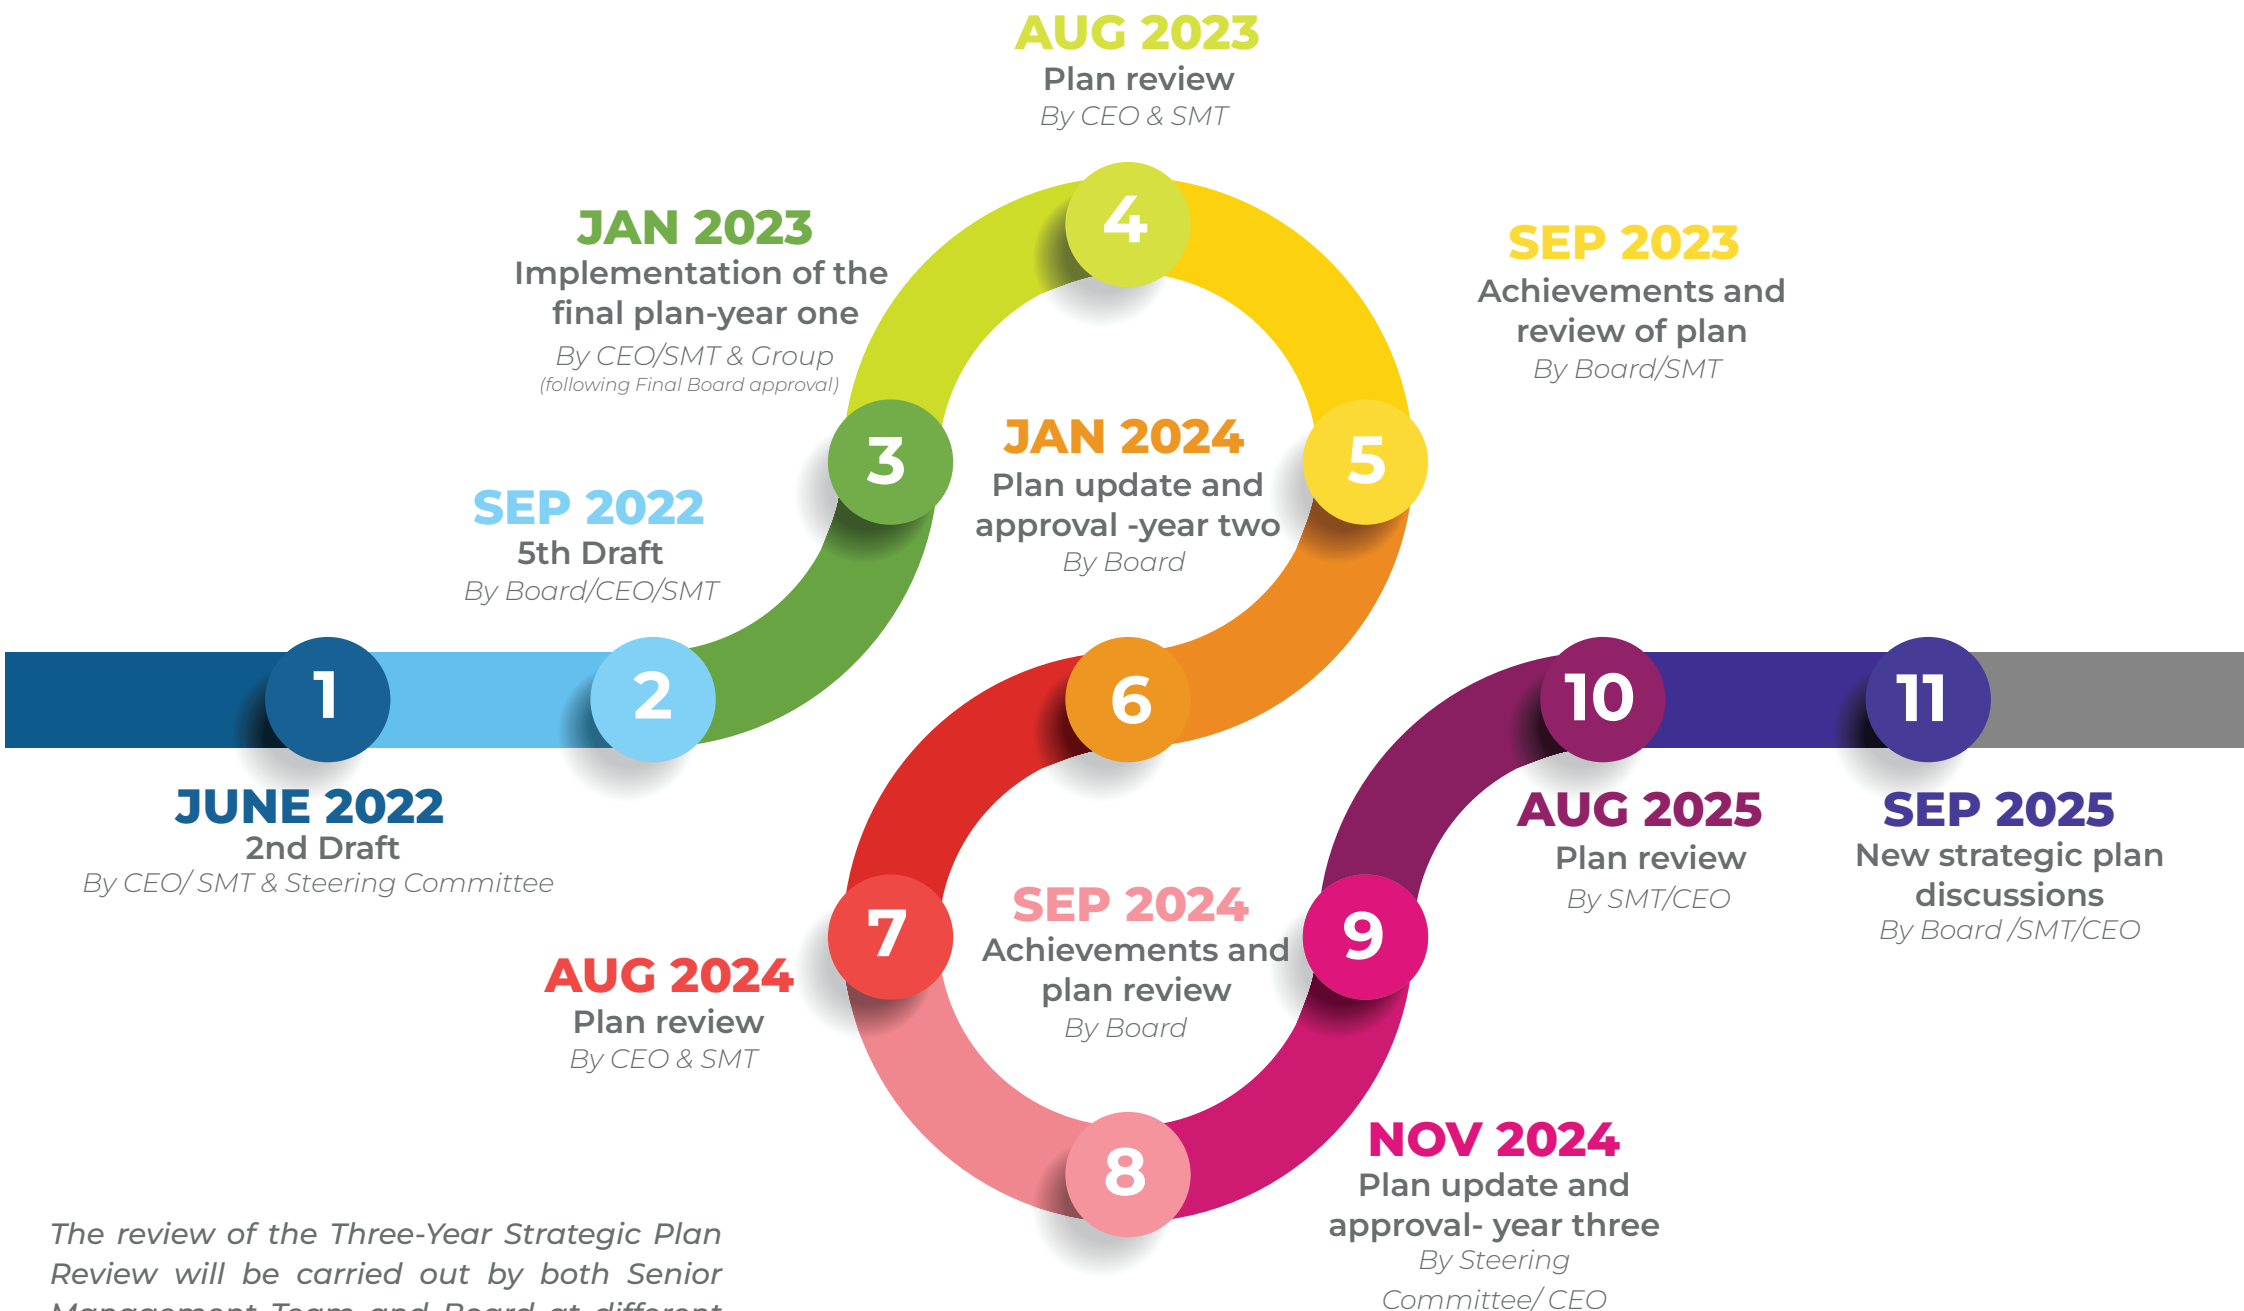 AUG 2023
Plan review
By CEO & SMT
4
JAN 2023
Implementation of the
final plan-year one
By CEO/SMT & Group
(following Final Board approval)
3
SEP 2023
Achievements and
review of plan
By Board/SMT
5
JAN 2024
Plan update and
approval -year two
By Board
6
SEP 2022
5th Draft
By Board/CEO/SMT
2
1
JUNE 2022
2nd Draft
By CEO/ SMT & Steering Committee
7
AUG 2024
Plan review
By CEO & SMT
SEP 2024
Achievements and
plan review
By Board
8
9
NOV 2024
Plan update and
approval- year three
By Steering
Committee/ CEO
10
AUG 2025
Plan review
By SMT/CEO
11
SEP 2025
New strategic plan
discussions
By Board /SMT/CEO
The review of the Three-Year Strategic Plan
Review will be carried out by both Senior
Management Team and Board at different